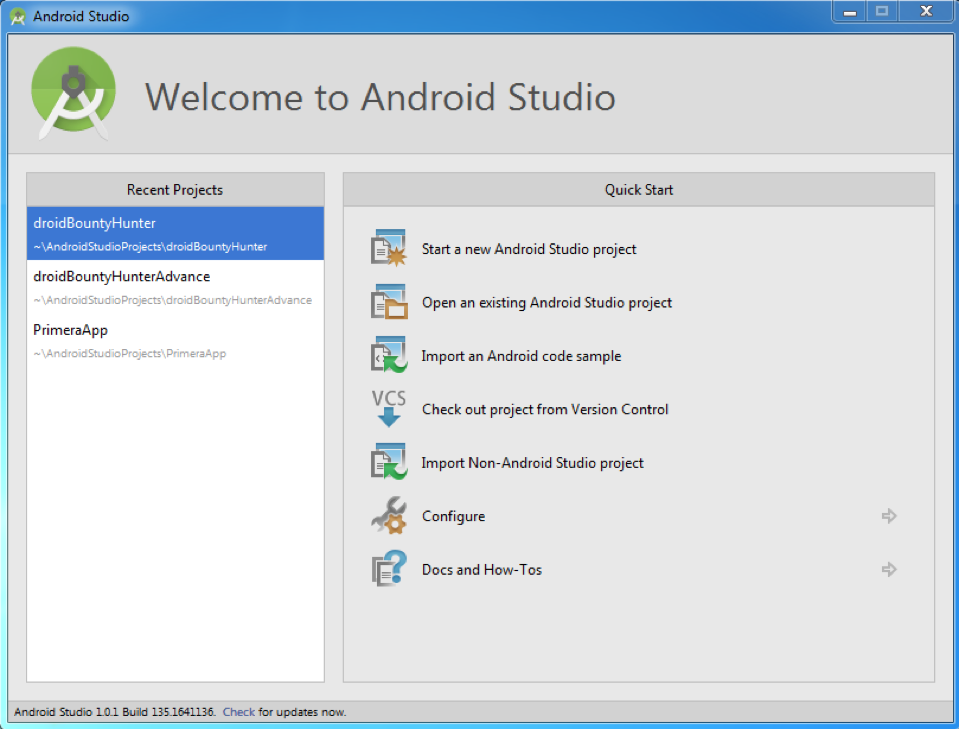 Android Studio
Welcome to Android Studio
Recent Projects
droidBountyHunter
~\AndroidStudioProjects\droidBountyHunter
droidBountyHunterAdvance
~\AndroidStudioProjects\droidBountyHunterAdvance
PrimeraApp
~\AndroidStudioProjects\PrimeraApp
Quick Start
Start a new Android Studio project
Open an existing Android Studio project
Import an Android code sample
VCS
Check out project from Version Control
Import Non-Android Studio project
Configure
Docs and How-Tos
Android Studio 1.0.1 Build 135.1641136. Check for updates now.